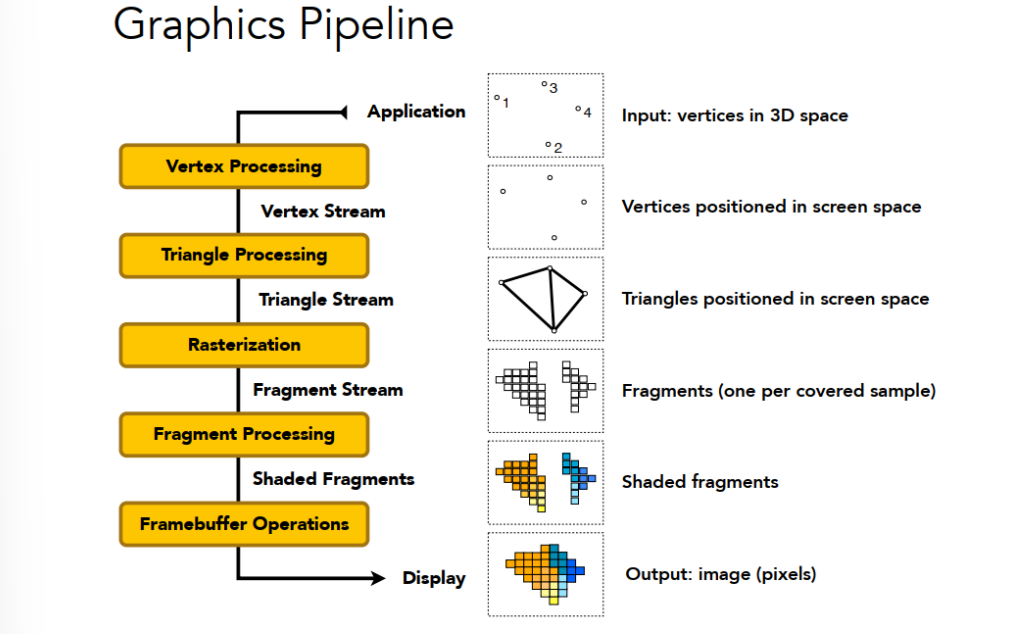 Graphics Pipeline
Application
1
3
4
2
Input: vertices in 3D space
Vertex Processing
Vertex Stream
Vertices positioned in screen space
Triangle Processing
Triangle Stream
Triangles positioned in screen space
Rasterization
Fragment Stream
Fragments (one per covered sample)
Fragment Processing
Shaded Fragments
Shaded fragments
Framebuffer Operations
Display
Output: image (pixels)